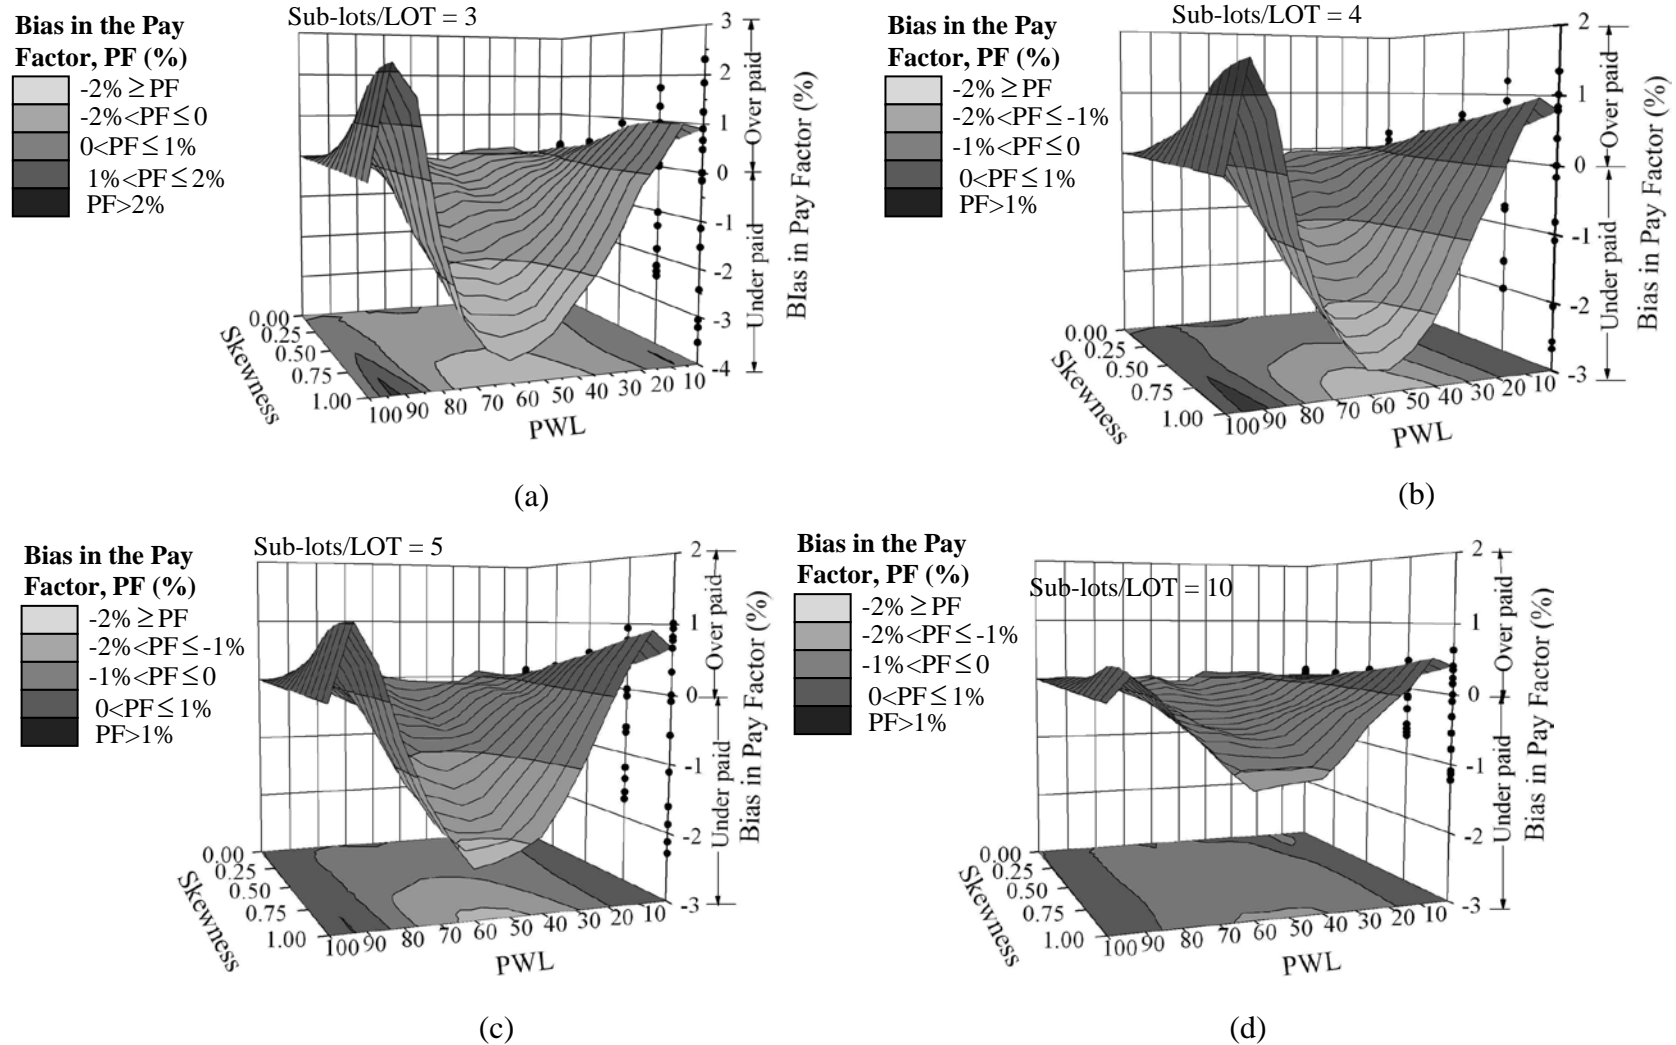 Bias in the Pay
Factor, PF (%)
-2% ≥ PF
-2%<PF ≤ 0
0<PF ≤ 1%
1%<PF ≤ 2%
PF>2%
Sub-lots/LOT = 3
3
2
1
0
-1
-2
-3
-4
Over paid
Under paid
BIas in Pay Factor (%)
0.00
0.25
0.50
0.75
1.00
Skewness
100 90 80 70 60 50 40 30 20 10
PWL
(a)
Bias in the Pay
Factor, PF (%)
-2% ≥ PF
-2%<PF ≤ -1%
-1%<PF ≤ 0
0<PF ≤ 1%
PF>1%
Sub-lots/LOT = 4
2
1
0
-1
-2
-3
Over paid
Under paid
Bias in Pay Factor (%)
0.00
0.25
0.50
0.75
1.00
Skewness
100 90 80 70 60 50 40 30 20 10
PWL
(b)
Bias in the Pay
Factor, PF (%)
-2% ≥ PF
-2%<PF ≤ -1%
-1%<PF ≤ 0
0<PF ≤ 1%
PF>1%
Sub-lots/LOT = 5
2
1
0
-1
-2
-3
Over paid
Under paid
Bias in Pay Factor (%)
0.00
0.25
0.50
0.75
1.00
Skewness
100 90 80 70 60 50 40 30 20 10
PWL
(c)
Bias in the Pay
Factor, PF (%)
-2% ≥ PF
-2%<PF ≤ -1%
-1%<PF ≤ 0
0<PF ≤ 1%
PF>1%
Sub-lots/LOT = 10
2
1
0
-1
-2
-3
Over paid
Under paid
Bias in Pay Factor (%)
0.00
0.25
0.50
0.75
1.00
Skewness
100 90 80 70 60 50 40 30 20 10
PWL
(d)